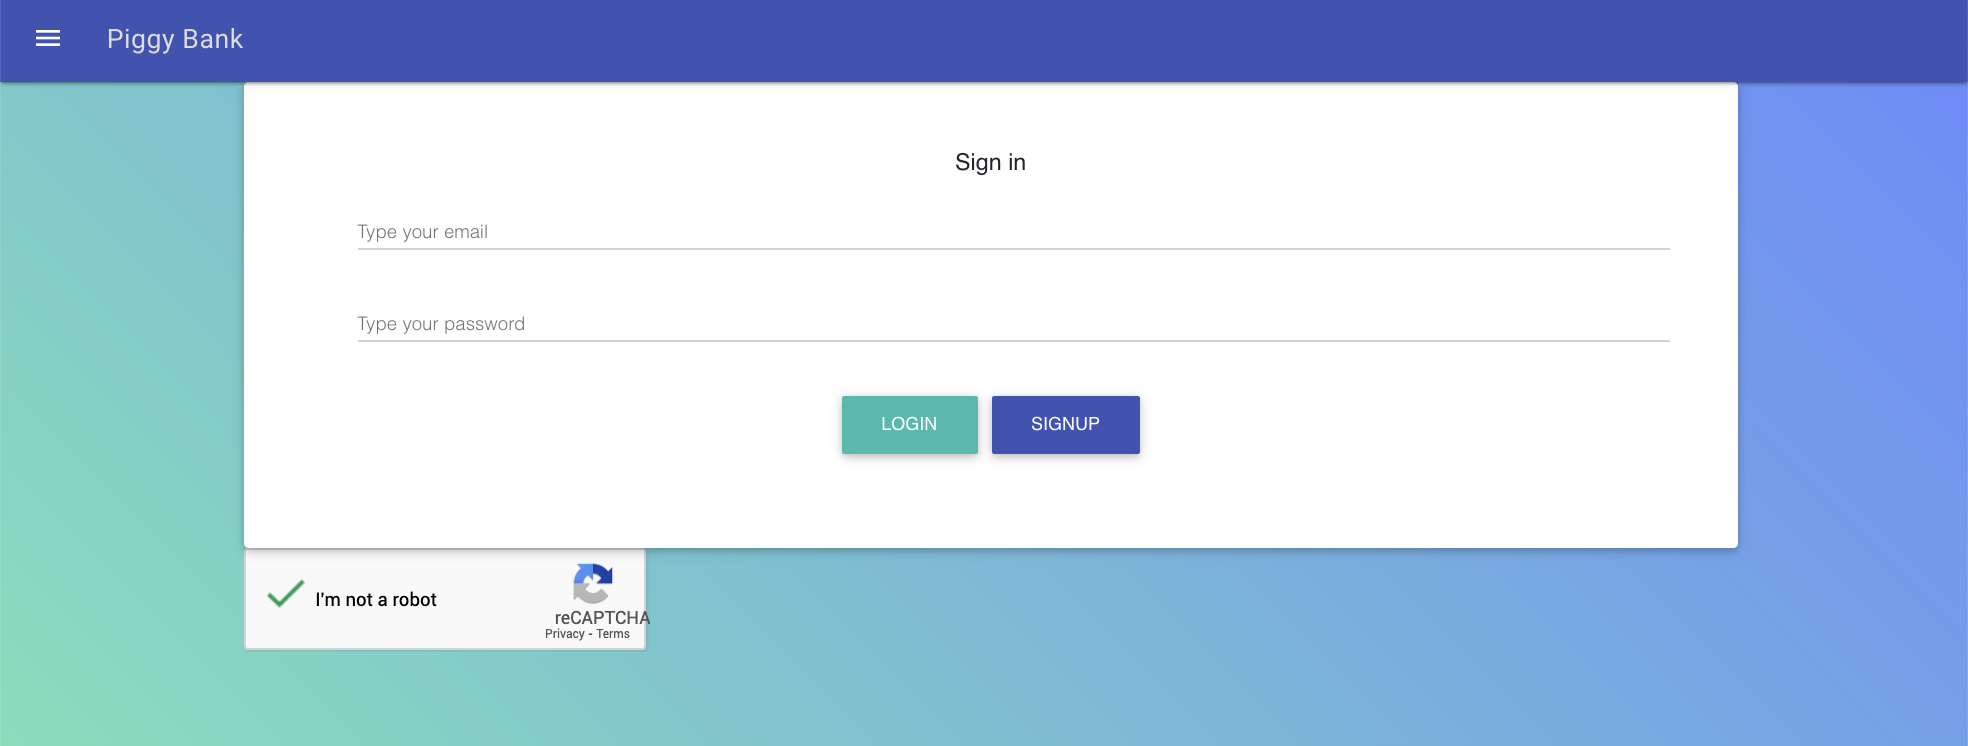 Piggy Bank
Sign in
Type your email
Type your password
LOGIN SIGNUP
I'm not a robot
reCAPTCHA
Privacy - Terms